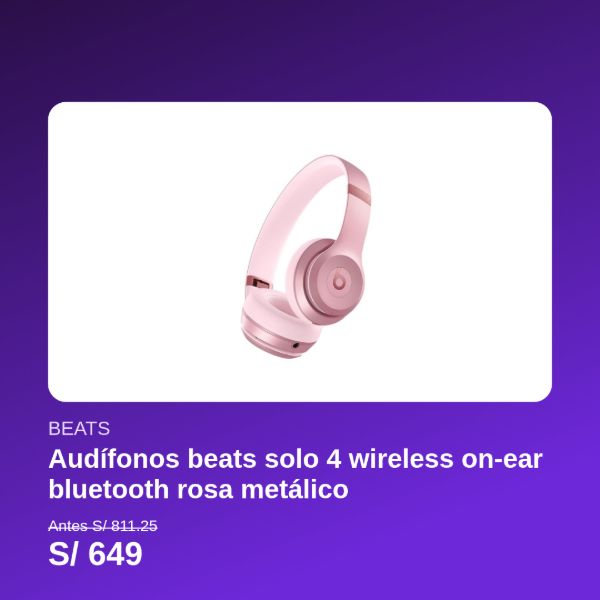 BEATS
Audífonos beats solo 4 wireless on-ear
bluetooth rosa metálico
Antes S/ 811.25
S/ 649